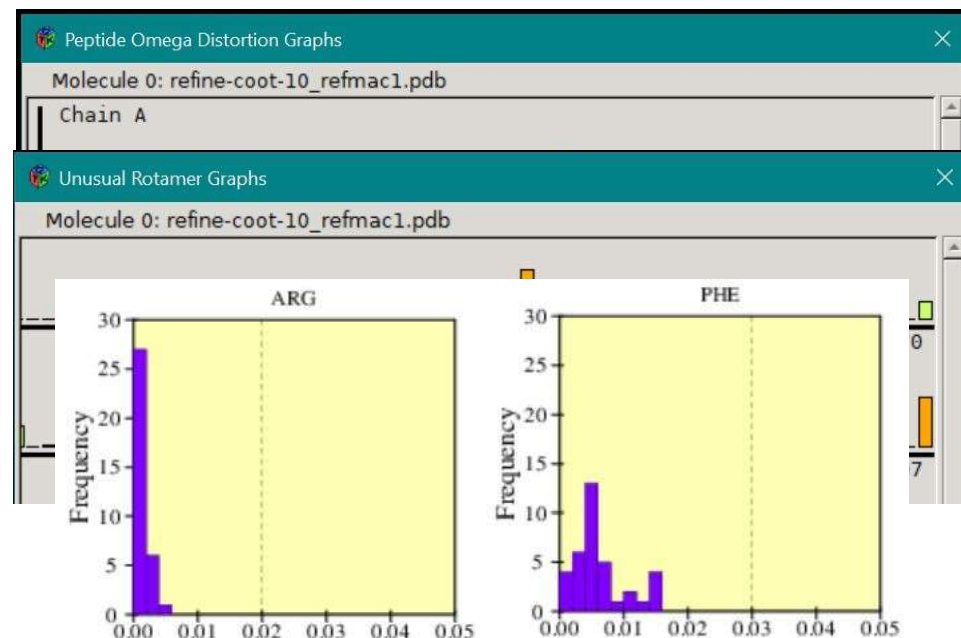 Peptide Omega Distortion Graphs
Molecule 0: refine-coot-10_refmac1.pdb
Chain A
Unusual Rotamer Graphs
Molecule 0: refine-coot-10_refmac1.pdb
0
7
ARG
30
25
20
15
10
5
0
Frequency
0.00 0.01 0.02 0.03 0.04 0.05
PHE
30
25
20
15
10
5
0
Frequency
0.00 0.01 0.02 0.03 0.04 0.05